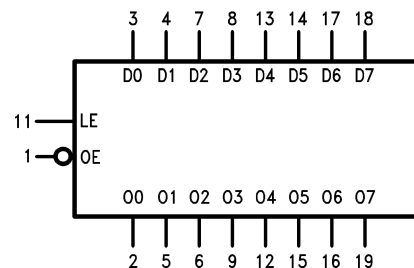 3 4 7 8 13 14 17 18
D0 D1 D2 D3 D4 D5 D6 D7
11 LE
1 OE
O0 O1 O2 O3 O4 O5 O6 O7
2 5 6 9 12 15 16 19